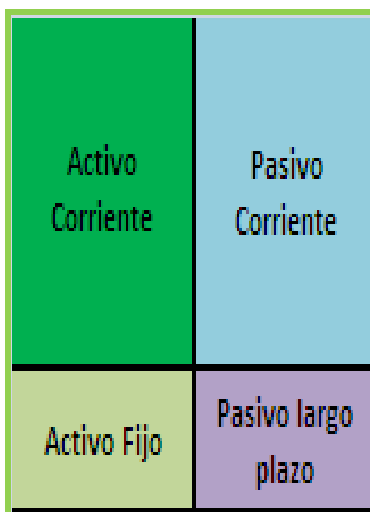 Activo
Corriente
Pasivo
Corriente
Activo Fijo
Pasivo largo
plazo